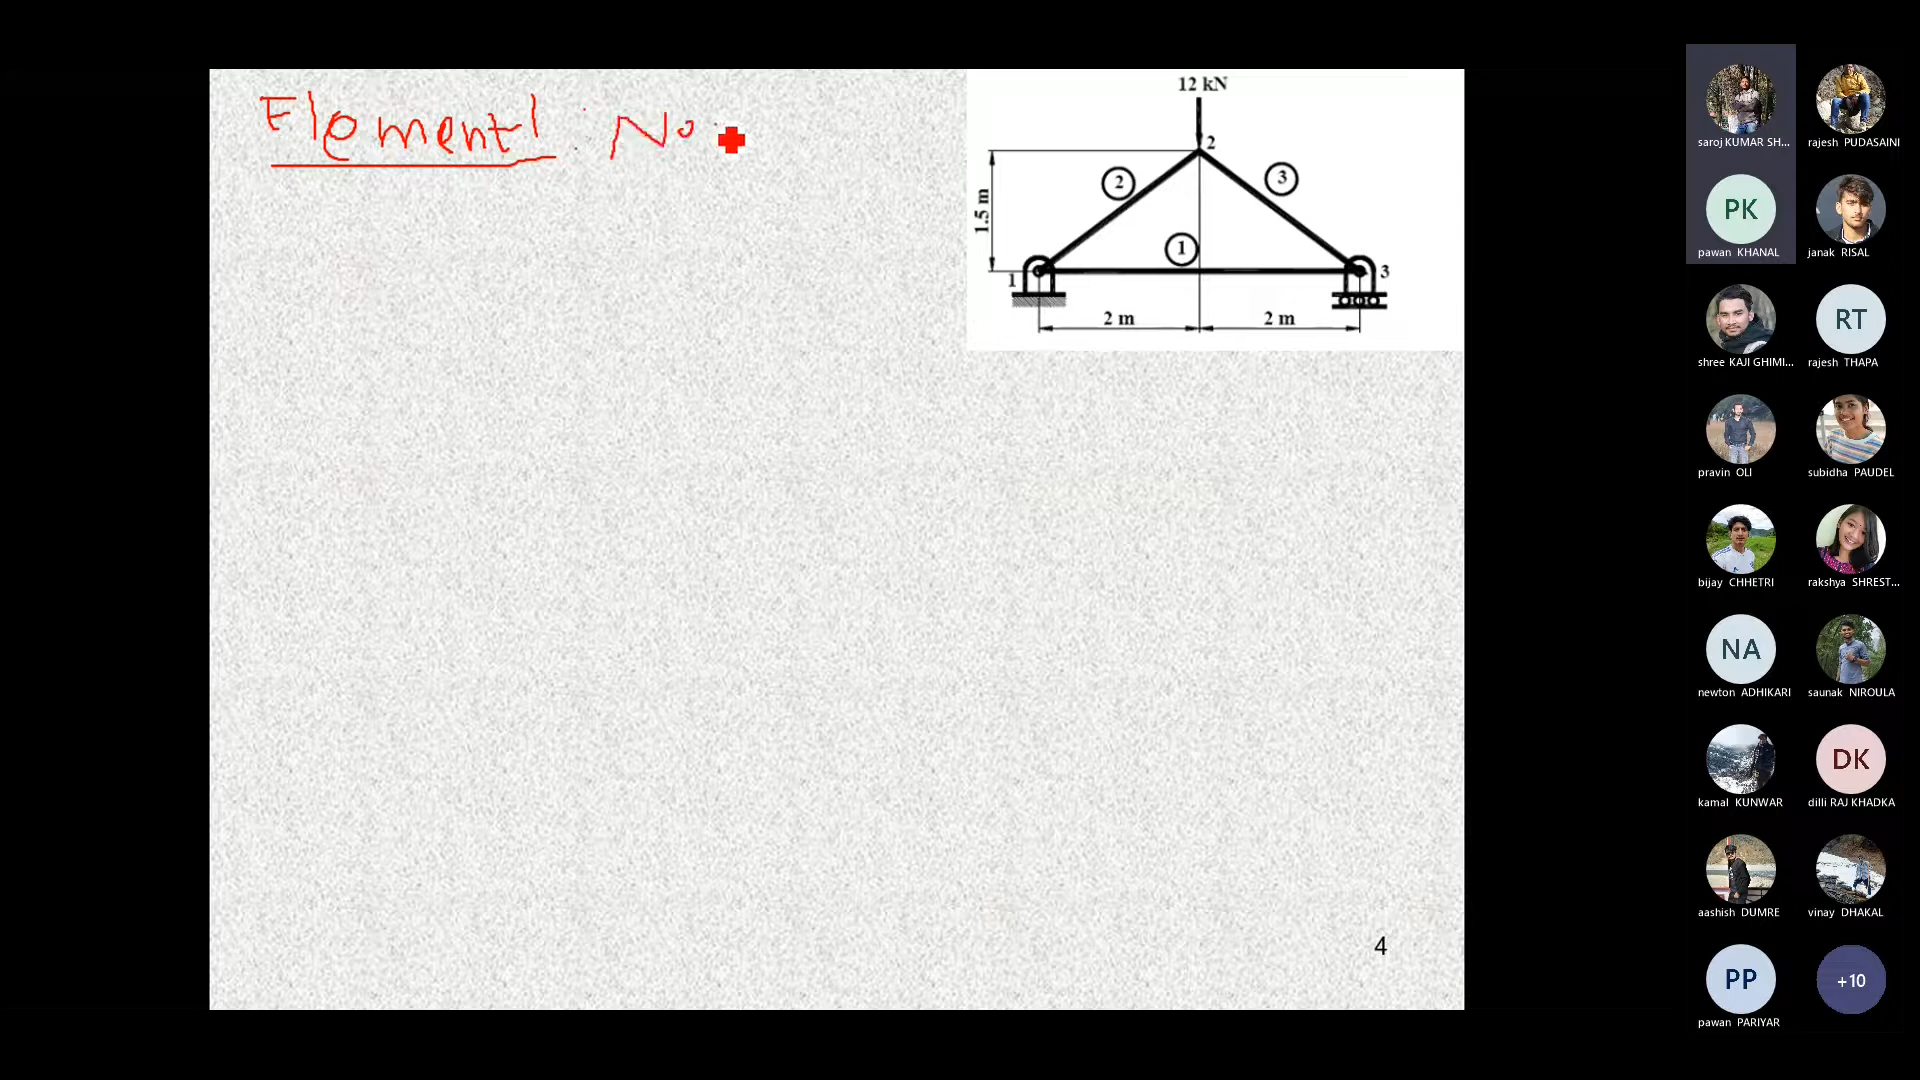 Element1 : No
12 kN
2
2
3
1.5 m
1
1
3
2 m
2 m
4
saroj KUMAR SH...
rajesh PUDASAINI
PK
pawan KHANAL
janak RISAL
shree KAJI GHIMI...
RT
rajesh THAPA
pravin OLI
subidha PAUDEL
bijay CHHETRI
rakshya SHREST...
NA
newton ADHIKARI
saunak NIROULA
kamal KUNWAR
DK
dilli RAJ KHADKA
aashish DUMRE
vinay DHAKAL
PP
pawan PARIYAR
+10